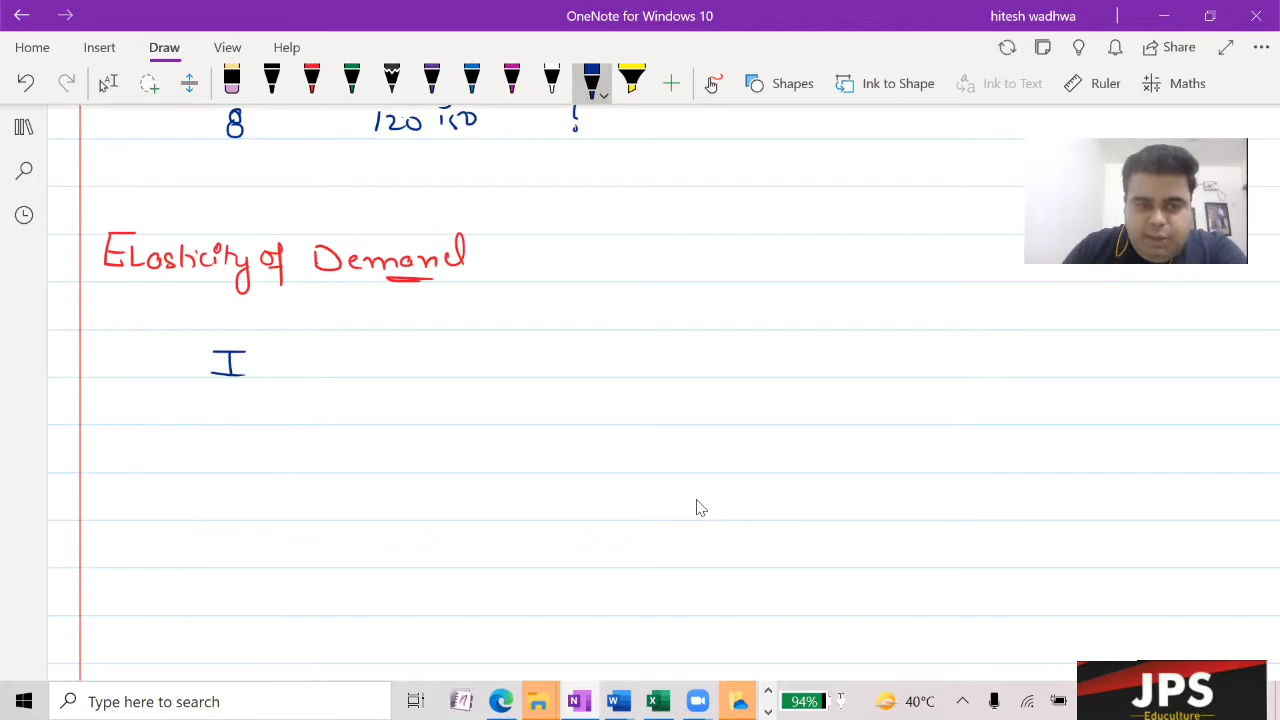 OneNote for Windows 10
hitesh wadhwa
Home Insert Draw View Help
Share
Shapes Ink to Shape Ink to Text Ruler Maths
8 120 150 !
Elasticity of Demand
I
JPS
Educulture
Type here to search
94%
40°C